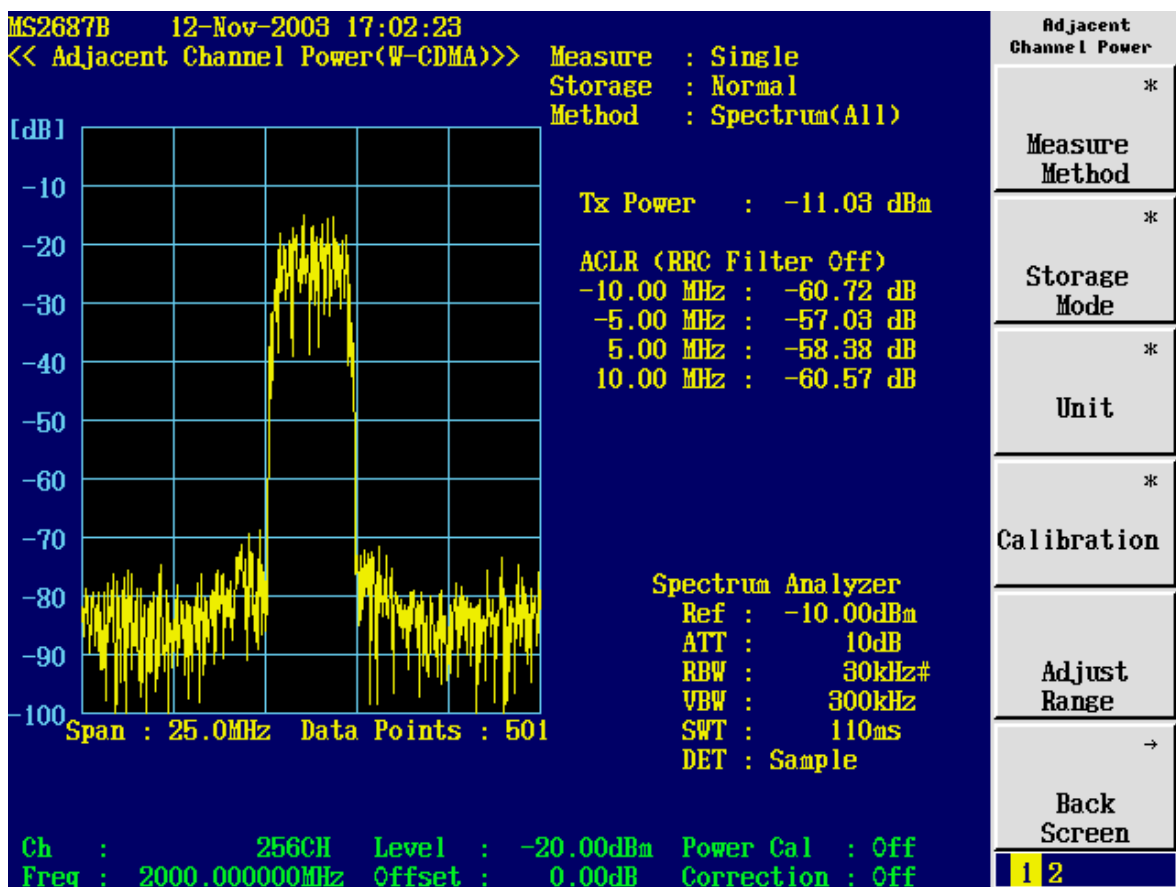 MS2687B 12-Nov-2003 17:02:23
<< Adjacent Channel Power(W-CDMA)>>
Measure : Single
Storage : Normal
Method : Spectrum(All)
[dB]
-10
-20
-30
-40
-50
-60
-70
-80
-90
-100
Span : 25.0MHz Data Points : 501
Tx Power : -11.03 dBm
ACLR (RRC Filter Off)
-10.00 MHz : -60.72 dB
-5.00 MHz : -57.03 dB
5.00 MHz : -58.38 dB
10.00 MHz : -60.57 dB
Spectrum Analyzer
Ref : -10.00dBm
ATT : 10dB
RBW : 30kHz#
VBW : 300kHz
SWT : 110ms
DET : Sample
Ch : 256CH Level : -20.00dBm Power Cal : Off
Freq : 2000.000000MHz Offset : 0.00dB Correction : Off
Adjacent
Channel Power
*
Measure
Method
*
Storage
Mode
*
Unit
*
Calibration
Adjust
Range
→
Back
Screen
1 2